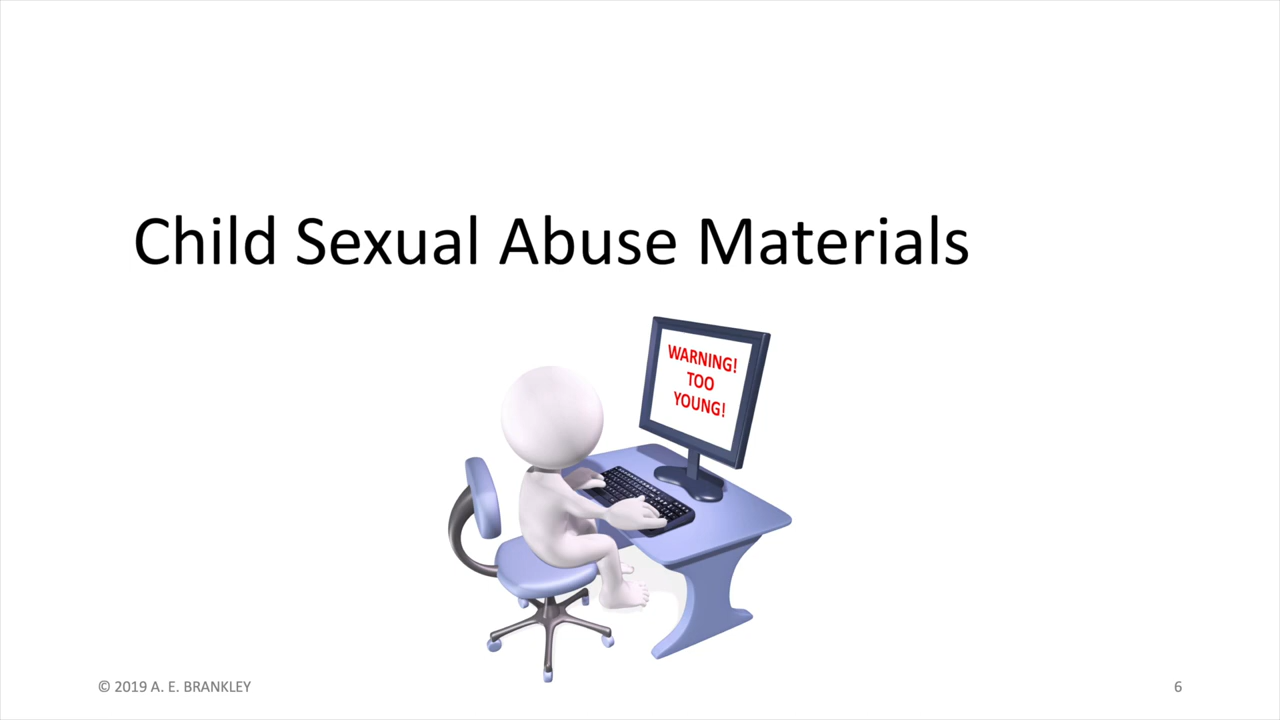 Child Sexual Abuse Materials
WARNING!
TOO
YOUNG!
© 2019 A. E. BRANKLEY
6